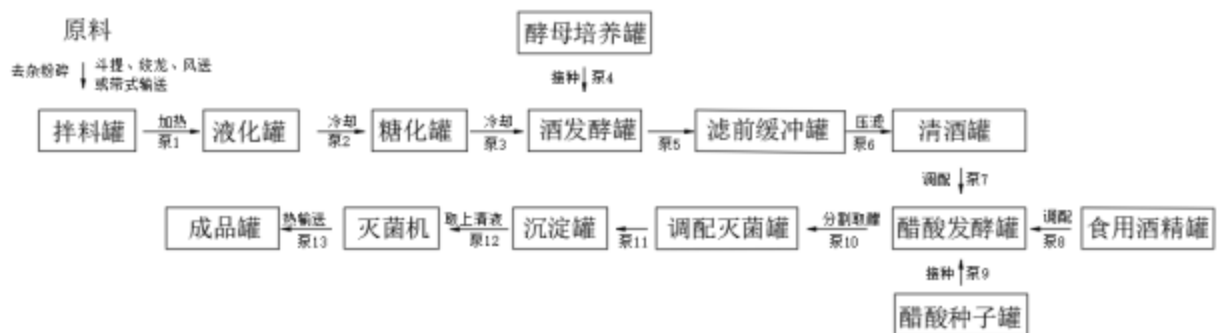 原料
酵母培养罐
去杂粉碎
斗提、绞龙、风送
或带式输送
接种 泵4
拌料罐
加热
泵1
液化罐
冷却
泵2
糖化罐
冷却
泵3
酒发酵罐
泵5
滤前缓冲罐
压滤
泵6
清酒罐
调配 泵7
成品罐
热输送
泵13
灭菌机
取上清液
泵12
沉淀罐
泵11
调配灭菌罐
分割取醋
泵10
醋酸发酵罐
调配
泵8
食用酒精罐
接种 泵9
醋酸种子罐